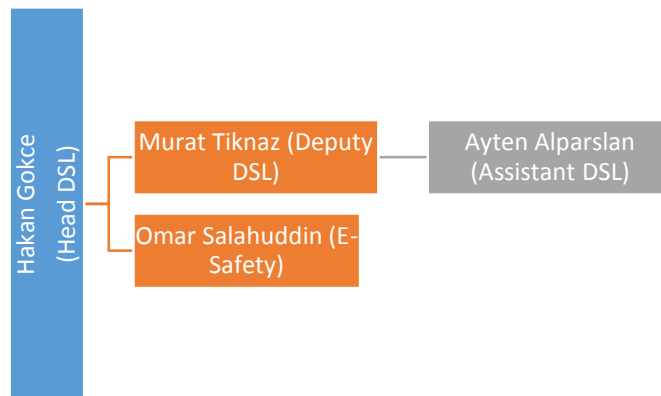 Hakan Gokce
(Head DSL)
Murat Tiknaz (Deputy
DSL)
Ayten Alparslan
(Assistant DSL)
Omar Salahuddin (E-
Safety)